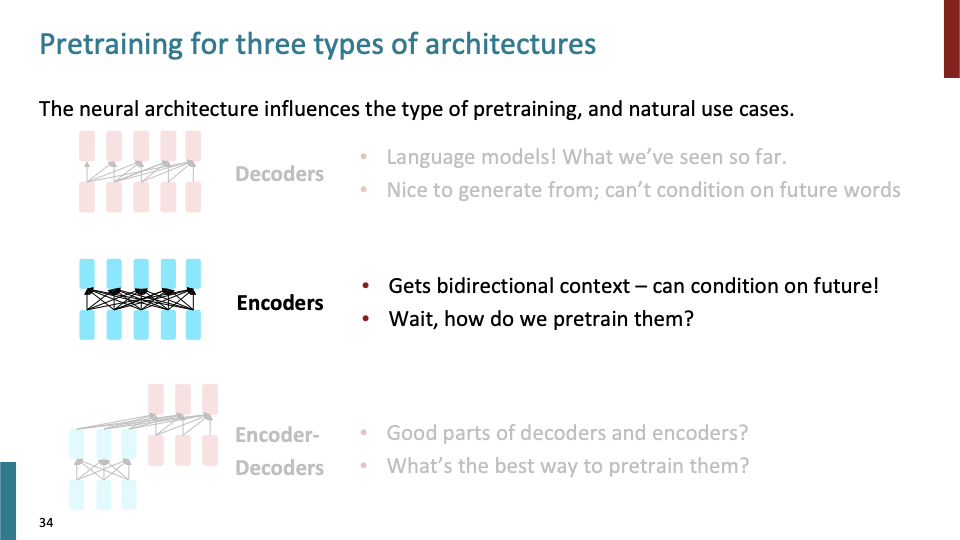 Pretraining for three types of architectures
The neural architecture influences the type of pretraining, and natural use cases.
Decoders
• Language models! What we’ve seen so far.
• Nice to generate from; can’t condition on future words
Encoders
• Gets bidirectional context – can condition on future!
• Wait, how do we pretrain them?
Encoder-
Decoders
• Good parts of decoders and encoders?
• What’s the best way to pretrain them?
34